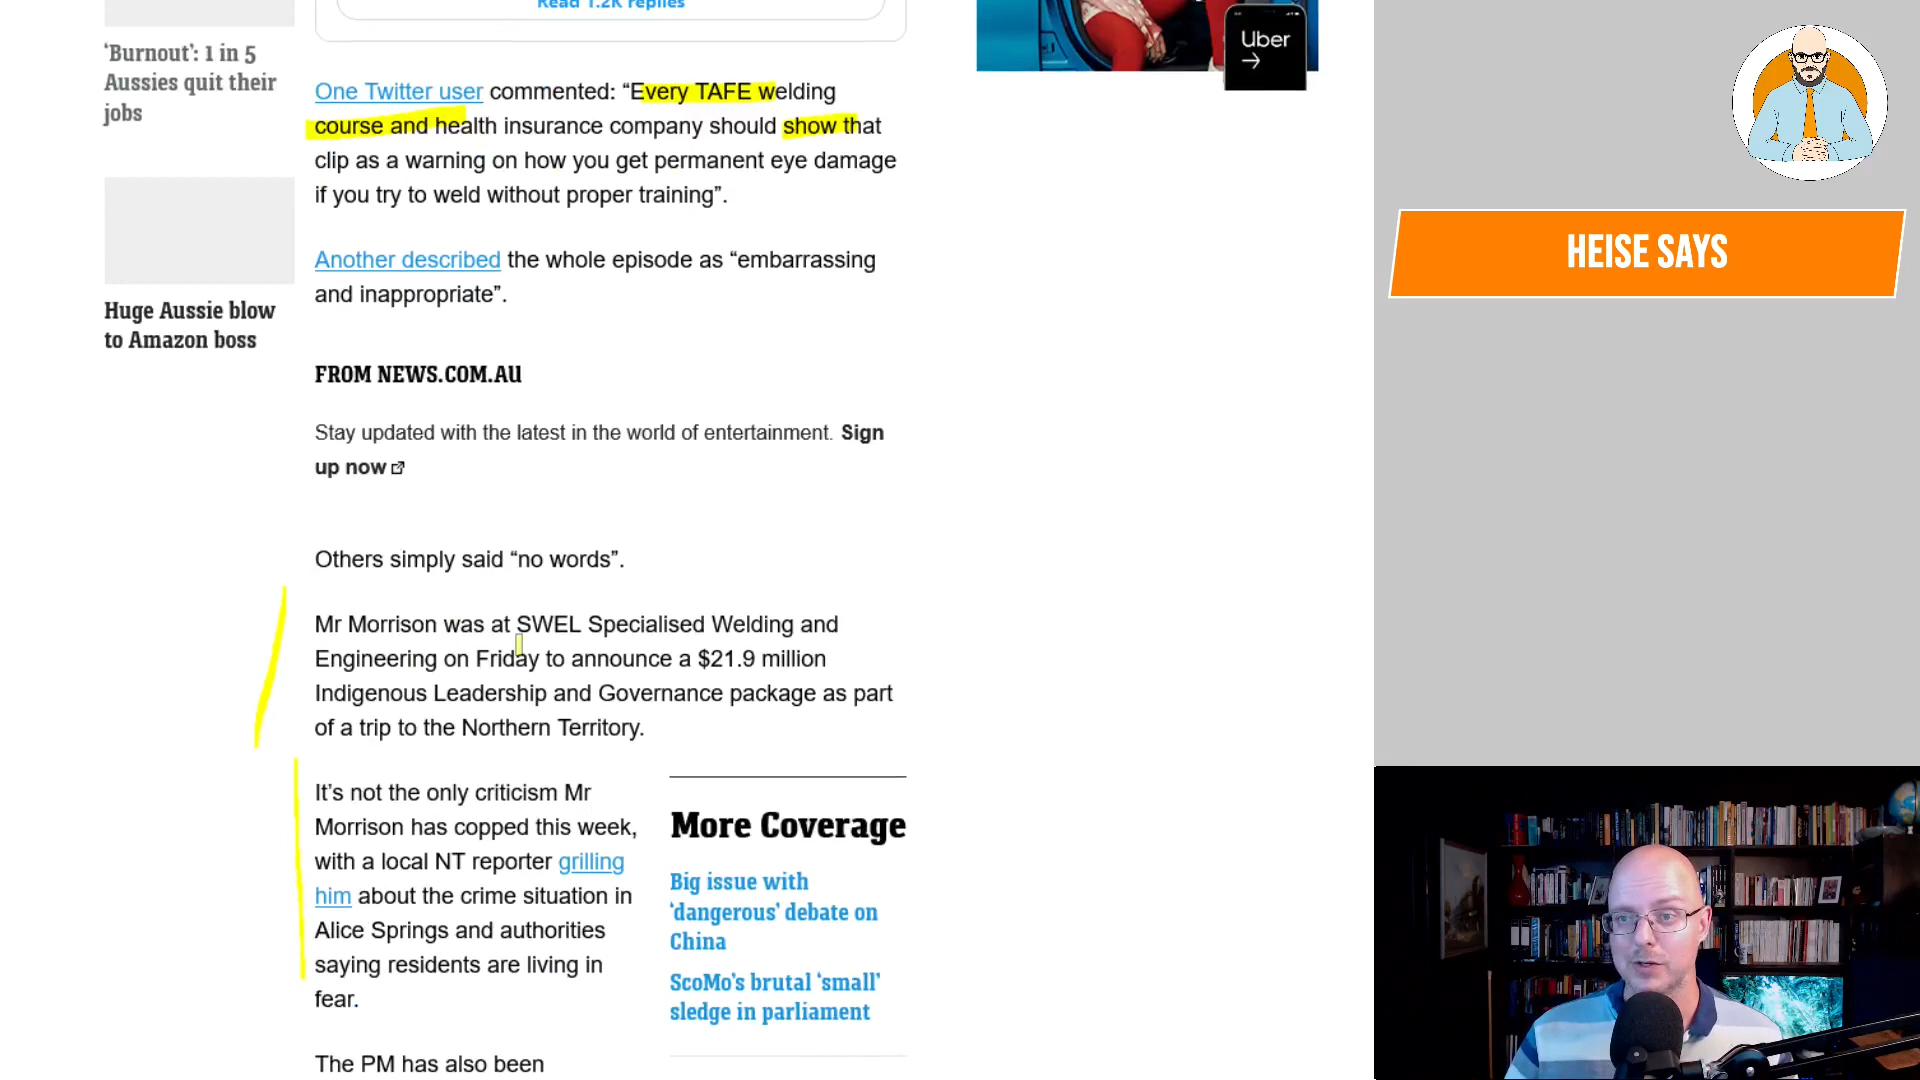 Read 1.2K replies
‘Burnout’: 1 in 5
Aussies quit their
jobs
Huge Aussie blow
to Amazon boss
One Twitter user commented: “Every TAFE welding
course and health insurance company should show that
clip as a warning on how you get permanent eye damage
if you try to weld without proper training”.
Another described the whole episode as “embarrassing
and inappropriate”.
FROM NEWS.COM.AU
Stay updated with the latest in the world of entertainment. Sign
up now
Others simply said “no words”.
Mr Morrison was at SWEL Specialised Welding and
Engineering on Friday to announce a $21.9 million
Indigenous Leadership and Governance package as part
of a trip to the Northern Territory.
It’s not the only criticism Mr
Morrison has copped this week,
with a local NT reporter grilling
him about the crime situation in
Alice Springs and authorities
saying residents are living in
fear.
The PM has also been
More Coverage
Big issue with
‘dangerous’ debate on
China
ScoMo’s brutal ‘small’
sledge in parliament
Uber
→
HEISE SAYS